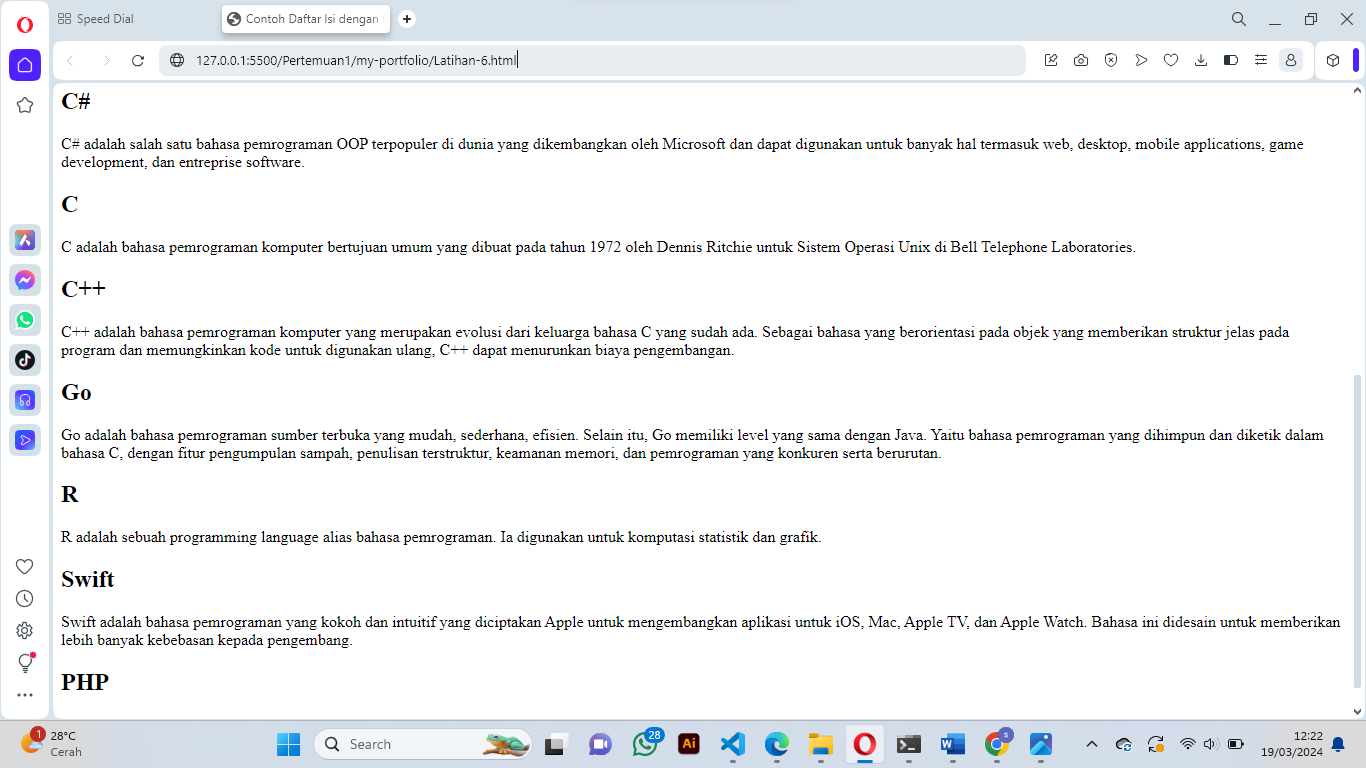 Speed Dial
Contoh Daftar Isi dengan
127.0.0.1:5500/Pertemuan1/my-portfolio/Latihan-6.html
C#
C# adalah salah satu bahasa pemrograman OOP terpopuler di dunia yang dikembangkan oleh Microsoft dan dapat digunakan untuk banyak hal termasuk web, desktop, mobile applications, game
development, dan entreprise software.
C
C adalah bahasa pemrograman komputer bertujuan umum yang dibuat pada tahun 1972 oleh Dennis Ritchie untuk Sistem Operasi Unix di Bell Telephone Laboratories.
C++
C++ adalah bahasa pemrograman komputer yang merupakan evolusi dari keluarga bahasa C yang sudah ada. Sebagai bahasa yang berorientasi pada objek yang memberikan struktur jelas pada
program dan memungkinkan kode untuk digunakan ulang, C++ dapat menurunkan biaya pengembangan.
Go
Go adalah bahasa pemrograman sumber terbuka yang mudah, sederhana, efisien. Selain itu, Go memiliki level yang sama dengan Java. Yaitu bahasa pemrograman yang dihimpun dan diketik dalam
bahasa C, dengan fitur pengumpulan sampah, penulisan terstruktur, keamanan memori, dan pemrograman yang konkuren serta berurutan.
R
R adalah sebuah programming language alias bahasa pemrograman. Ia digunakan untuk komputasi statistik dan grafik.
Swift
Swift adalah bahasa pemrograman yang kokoh dan intuitif yang diciptakan Apple untuk mengembangkan aplikasi untuk iOS, Mac, Apple TV, dan Apple Watch. Bahasa ini didesain untuk memberikan
lebih banyak kebebasan kepada pengembang.
PHP
1
28°C
Cerah
Search
28
Ai
W
s
12:22
19/03/2024